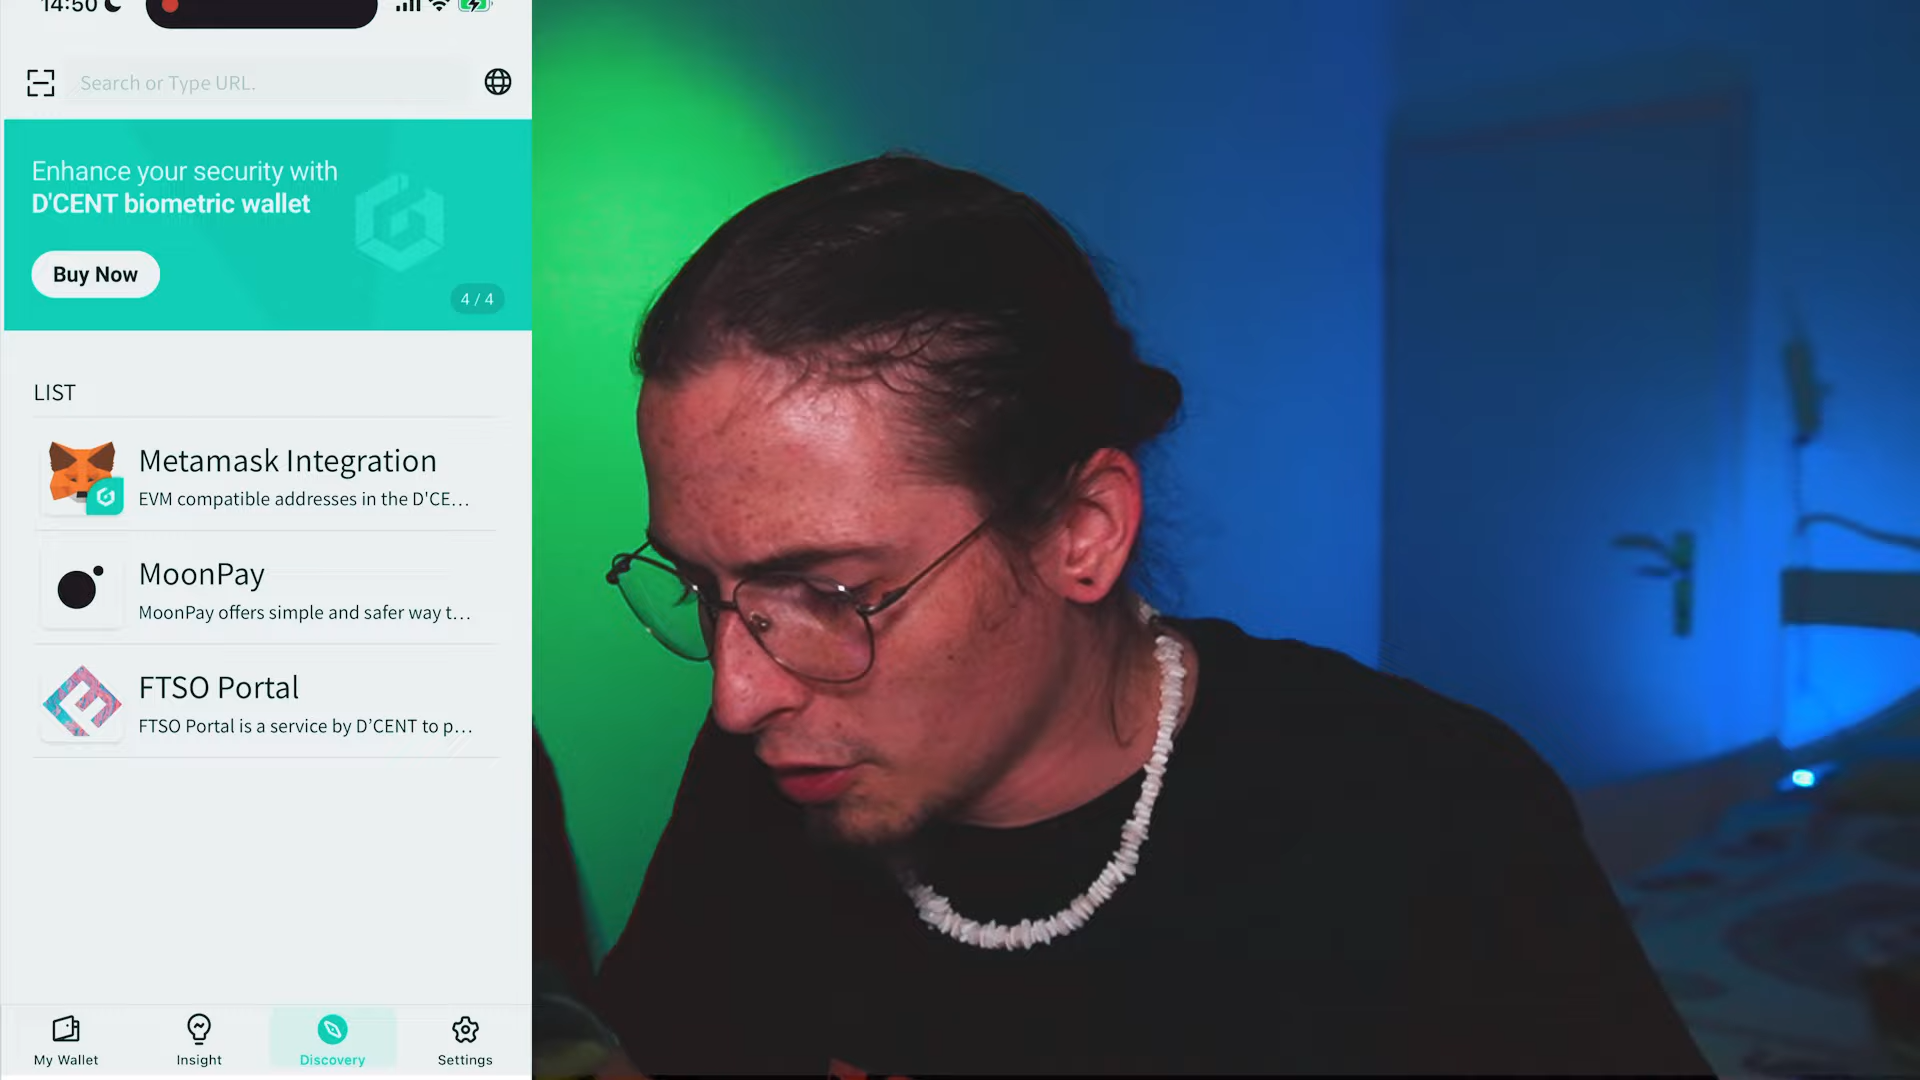 14:50
Search or Type URL.
Enhance your security with
D'CENT biometric wallet
Buy Now
4 / 4
LIST
Metamask Integration
EVM compatible addresses in the D'CE...
MoonPay
MoonPay offers simple and safer way t...
FTSO Portal
FTSO Portal is a service by D’CENT to p...
My Wallet
Insight
Discovery
Settings